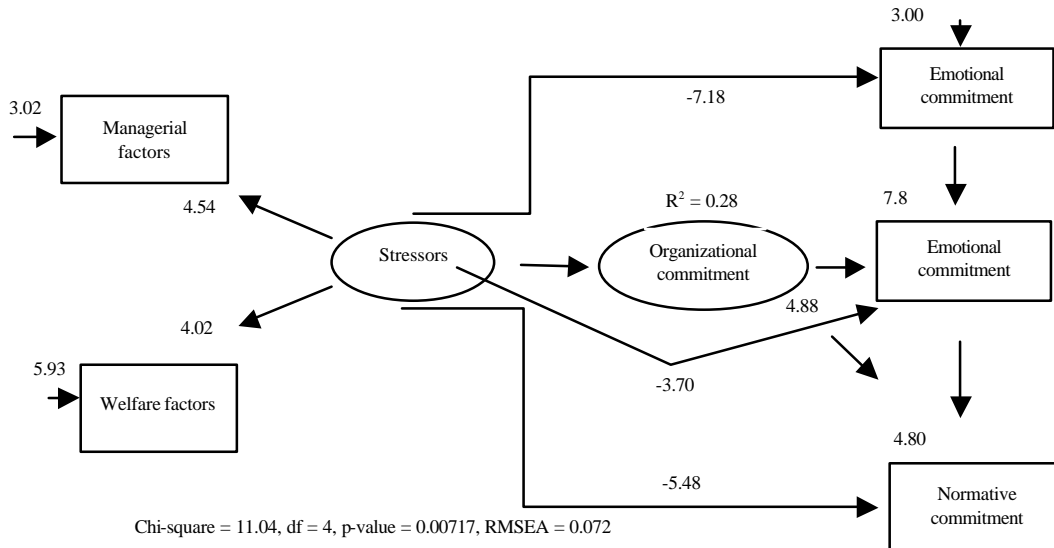 3.00
Emotional
commitment
-7.18
3.02
Managerial
factors
4.54
R² = 0.28
7.8
Stressors
Organizational
commitment
Emotional
commitment
4.88
4.02
-3.70
5.93
Welfare factors
4.80
-5.48
Normative
commitment
Chi-square = 11.04, df = 4, p-value = 0.00717, RMSEA = 0.072